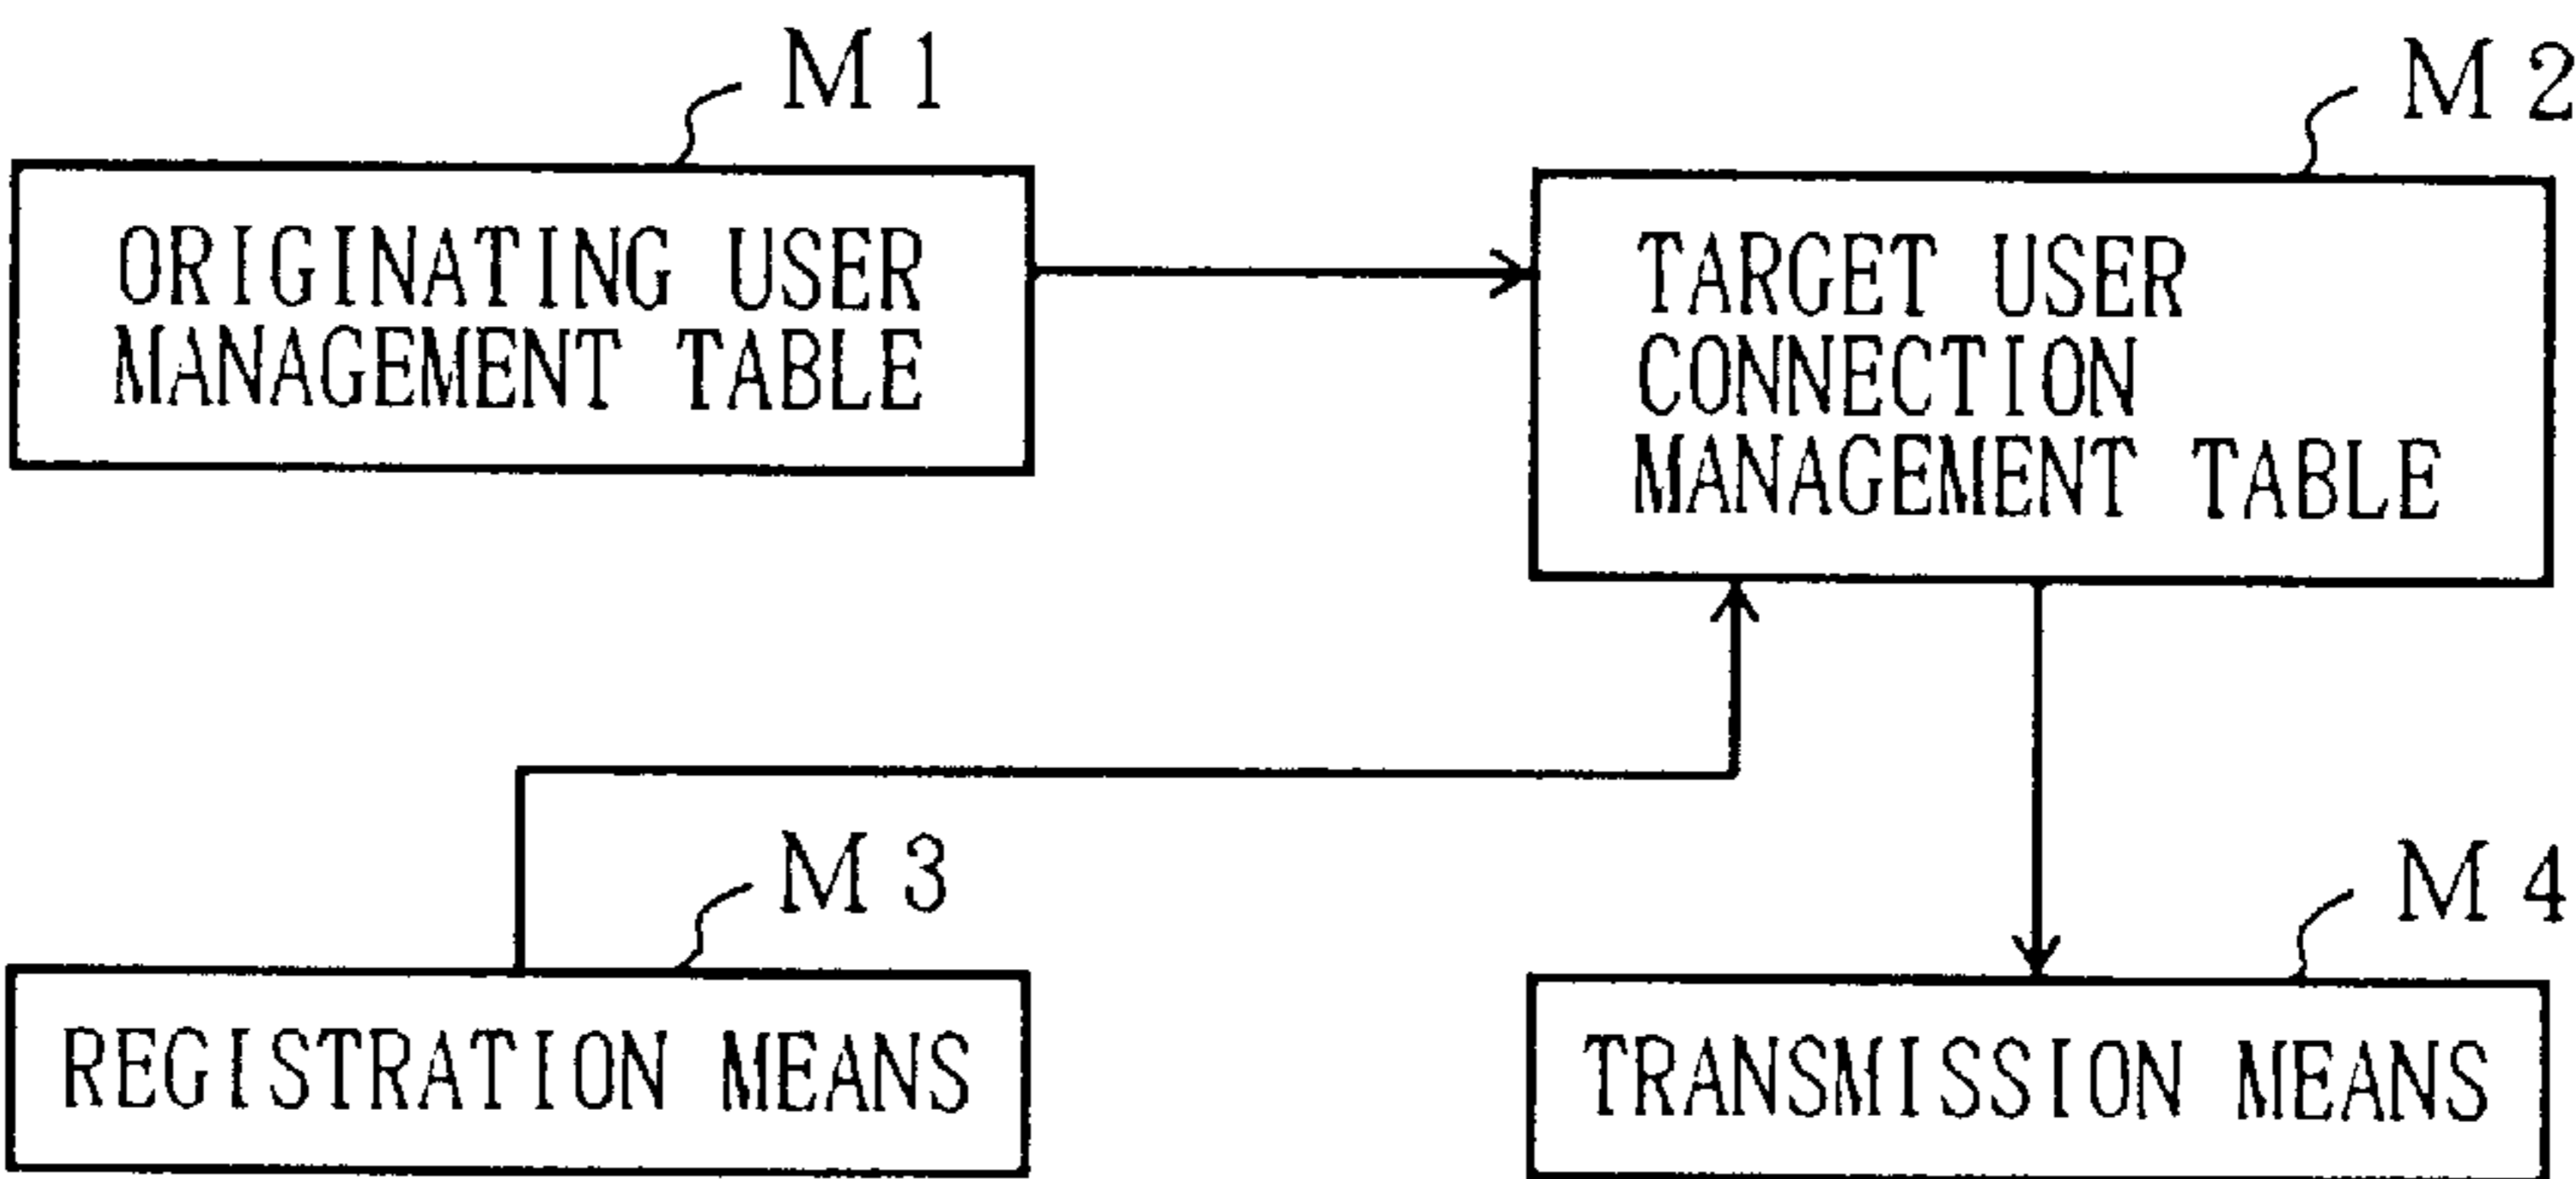 M1
ORIGINATING USER
MANAGEMENT TABLE
M2
TARGET USER
CONNECTION
MANAGEMENT TABLE
M3
REGISTRATION MEANS
M4
TRANSMISSION MEANS